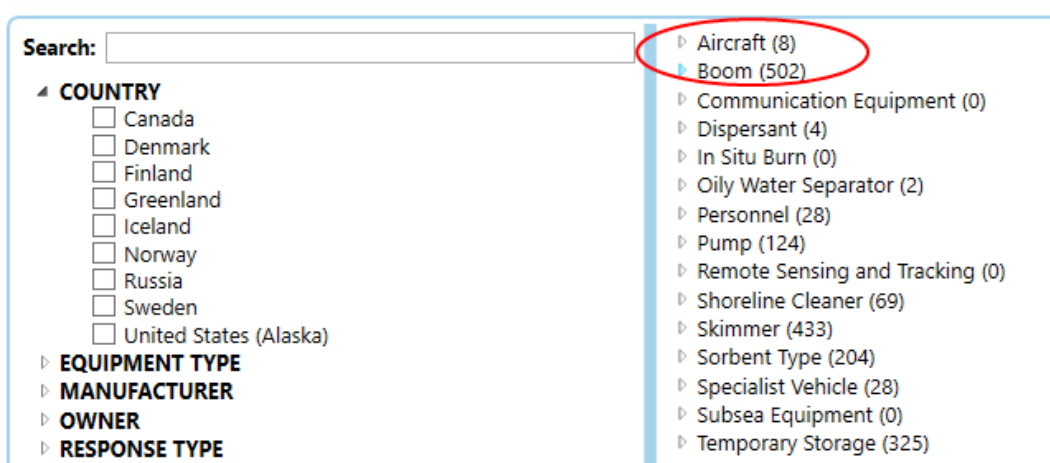 Search:
COUNTRY
Canada
Denmark
Finland
Greenland
Iceland
Norway
Russia
Sweden
United States (Alaska)
EQUIPMENT TYPE
MANUFACTURER
OWNER
RESPONSE TYPE
Aircraft (8)
Boom (502)
Communication Equipment (0)
Dispersant (4)
In Situ Burn (0)
Oily Water Separator (2)
Personnel (28)
Pump (124)
Remote Sensing and Tracking (0)
Shoreline Cleaner (69)
Skimmer (433)
Sorbent Type (204)
Specialist Vehicle (28)
Subsea Equipment (0)
Temporary Storage (325)